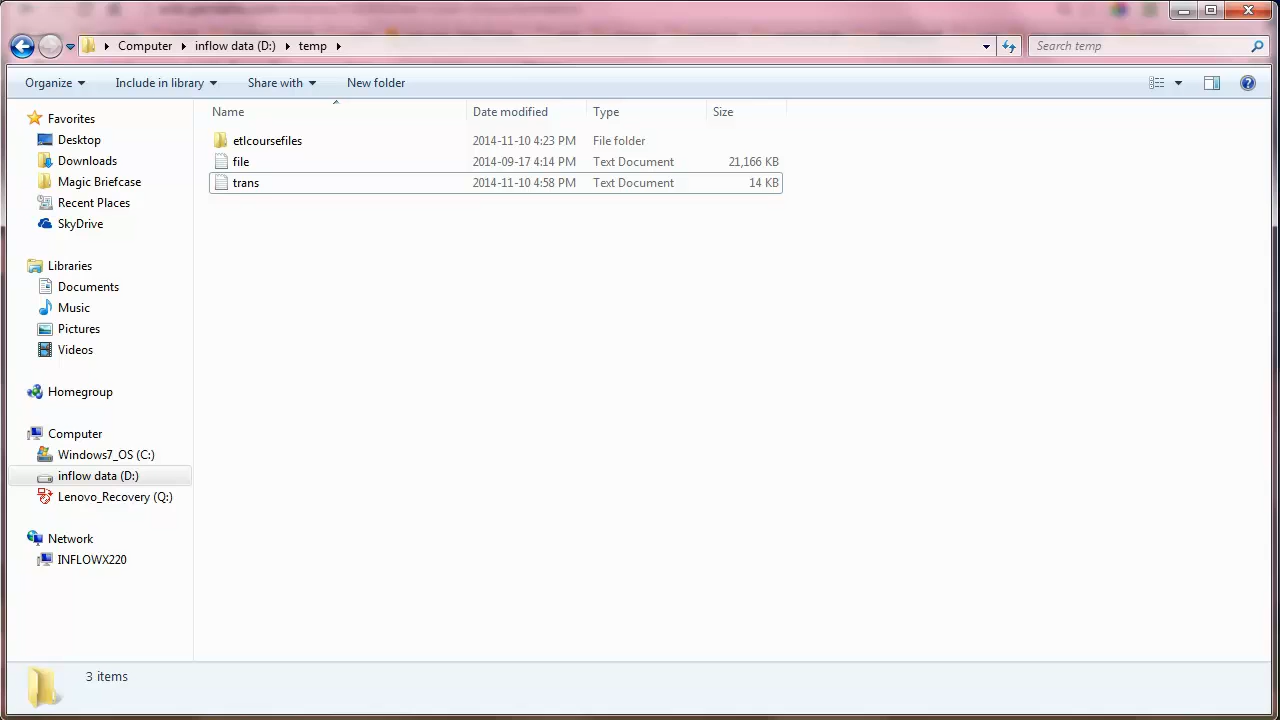 Computer inflow data (D:) temp Search temp
Organize Include in library Share with New folder
Name Date modified Type Size
Favorites
Desktop
Downloads
Magic Briefcase
Recent Places
SkyDrive
Libraries
Documents
Music
Pictures
Videos
Homegroup
Computer
Windows7_OS (C:)
inflow data (D:)
Lenovo_Recovery (Q:)
Network
INFLOWX220
etlcoursefiles 2014-11-10 4:23 PM File folder
file 2014-09-17 4:14 PM Text Document 21,166 KB
trans 2014-11-10 4:58 PM Text Document 14 KB
3 items